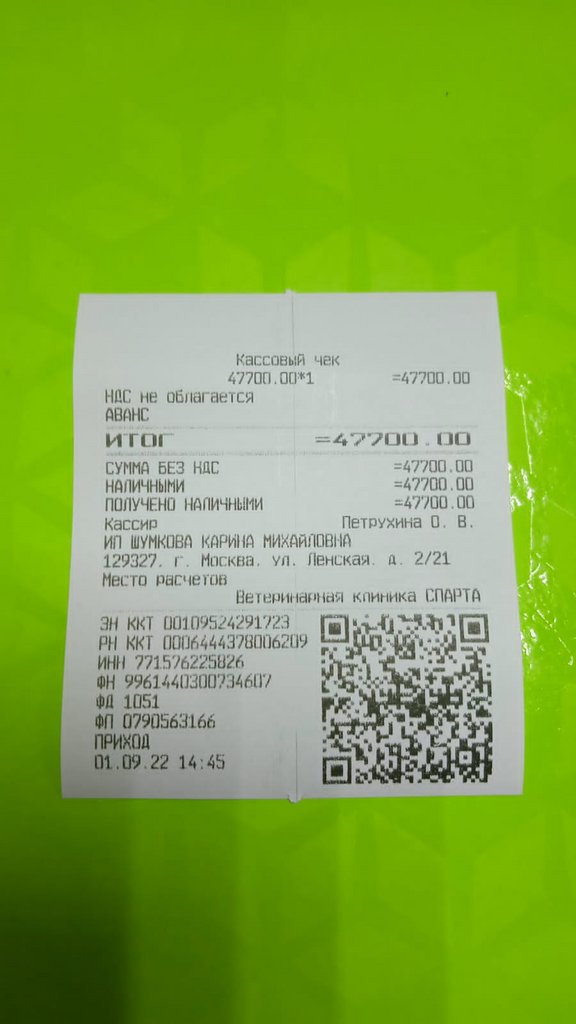 Кассовый чек
47700.00*1 =47700.00
НДС не облагается
АВАНС
ИТОГ =47700.00
СУММА БЕЗ НДС =47700.00
НАЛИЧНЫМИ =47700.00
ПОЛУЧЕНО НАЛИЧНЫМИ =47700.00
Кассир Петрухина О. В.
ИП ШУМКОВА КАРИНА МИХАЙЛОВНА
129327. г. Москва. ул. Ленская. д. 2/21
Место расчетов
Ветеринарная клиника СПАРТА
ЗН ККТ 00109524291723
РН ККТ 0006444378006209
ИНН 771576225826
ФН 9961440300734607
ФД 1051
ФП 0790563166
ПРИХОД
01.09.22 14:45